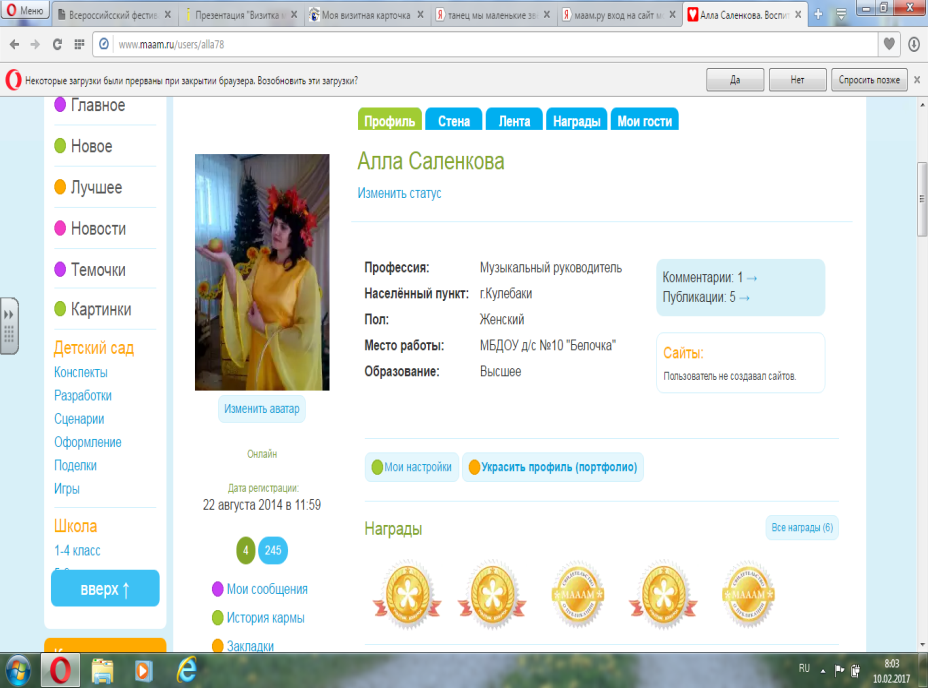 Меню
Всероссийссский фестив
Презентация "Визитка м
Моя визитная карточка
танец мы маленькие зве
маам.ру вход на сайт мо
Алла Саленкова. Воспит
www.maam.ru/users/alla78
Некоторые загрузки были прерваны при закрытии браузера. Возобновить эти загрузки?
Да
Нет
Спросить позже
Главное
Новое
Лучшее
Новости
Темочки
Картинки
Детский сад
Конспекты
Разработки
Сценарии
Оформление
Поделки
Игры
Школа
1-4 класс
вверх ↑
Профиль
Стена
Лента
Награды
Мои гости
Алла Саленкова
Изменить статус
Профессия: Музыкальный руководитель
Населённый пункт: г.Кулебаки
Пол: Женский
Место работы: МБДОУ д/с №10 "Белочка"
Образование: Высшее
Комментарии: 1 →
Публикации: 5 →
Сайты:
Пользователь не создавал сайтов.
Изменить аватар
Онлайн
Дата регистрации:
22 августа 2014 в 11:59
4
245
Мои сообщения
История кармы
Закладки
Мои настройки
Украсить профиль (портфолио)
Награды
Все награды (6)
МАААМ
МАААМ
RU
8:03
10.02.2017